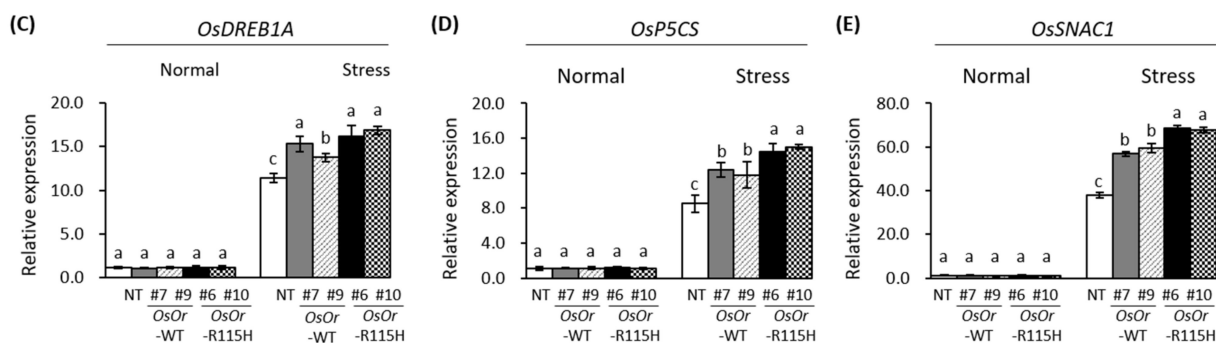 (C)
OsDREB1A
Normal Stress
Relative expression
20.0
15.0
10.0
5.0
0.0
a a a a a
c a b a a
NT #7 #9 #6 #10 NT #7 #9 #6 #10
OsOr OsOr OsOr OsOr
-WT -R115H -WT -R115H
(D)
OsP5CS
Normal Stress
Relative expression
20.0
16.0
12.0
8.0
4.0
0.0
a a a a a
c b b a a
NT #7 #9 #6 #10 NT #7 #9 #6 #10
OsOr OsOr OsOr OsOr
-WT -R115H -WT -R115H
(E)
OsSNAC1
Normal Stress
Relative expression
80.0
60.0
40.0
20.0
0.0
a a a a a
c b b a a
NT #7 #9 #6 #10 NT #7 #9 #6 #10
OsOr OsOr OsOr OsOr
-WT -R115H -WT -R115H